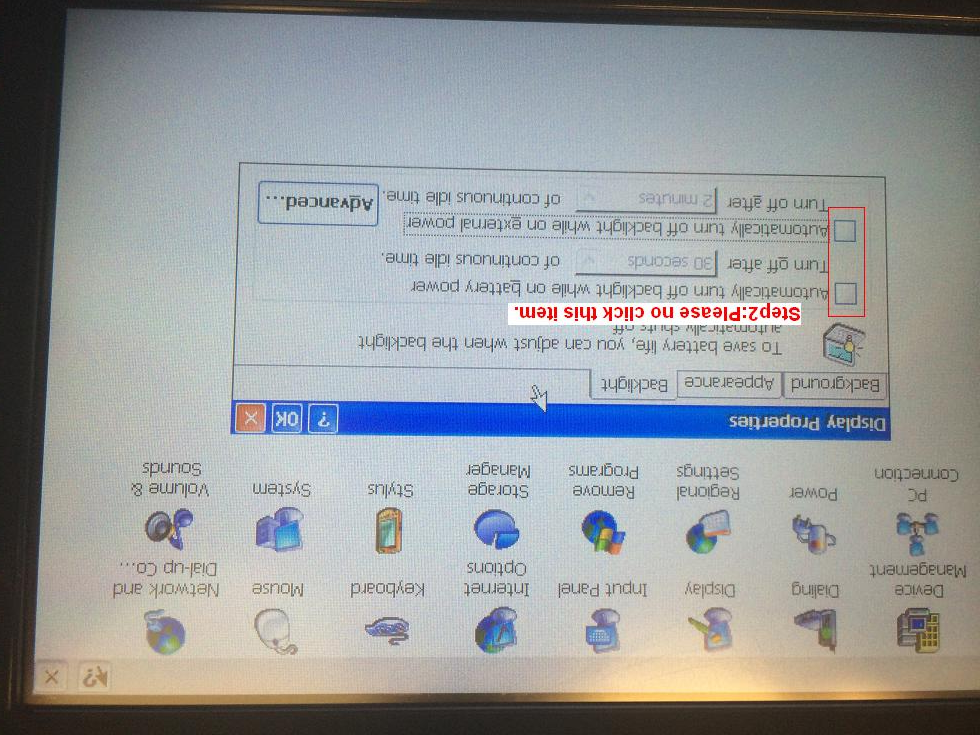 Device
Management
Dialing
Display
Input Panel
Internet
Options
Keyboard
Mouse
Network and
Dial-up Co...
PC
Connection
Power
Regional
Settings
Remove
Programs
Storage
Manager
Stylus
System
Volume &
Sounds
Display Properties
? OK ×
Background Appearance Backlight
To save battery life, you can adjust when the backlight
automatically shuts off.
Step2:Please no click this item.
Automatically turn off backlight while on battery power
Turn off after 30 seconds of continuous idle time.
Automatically turn off backlight while on external power
Turn off after 2 minutes of continuous idle time.
Advanced...